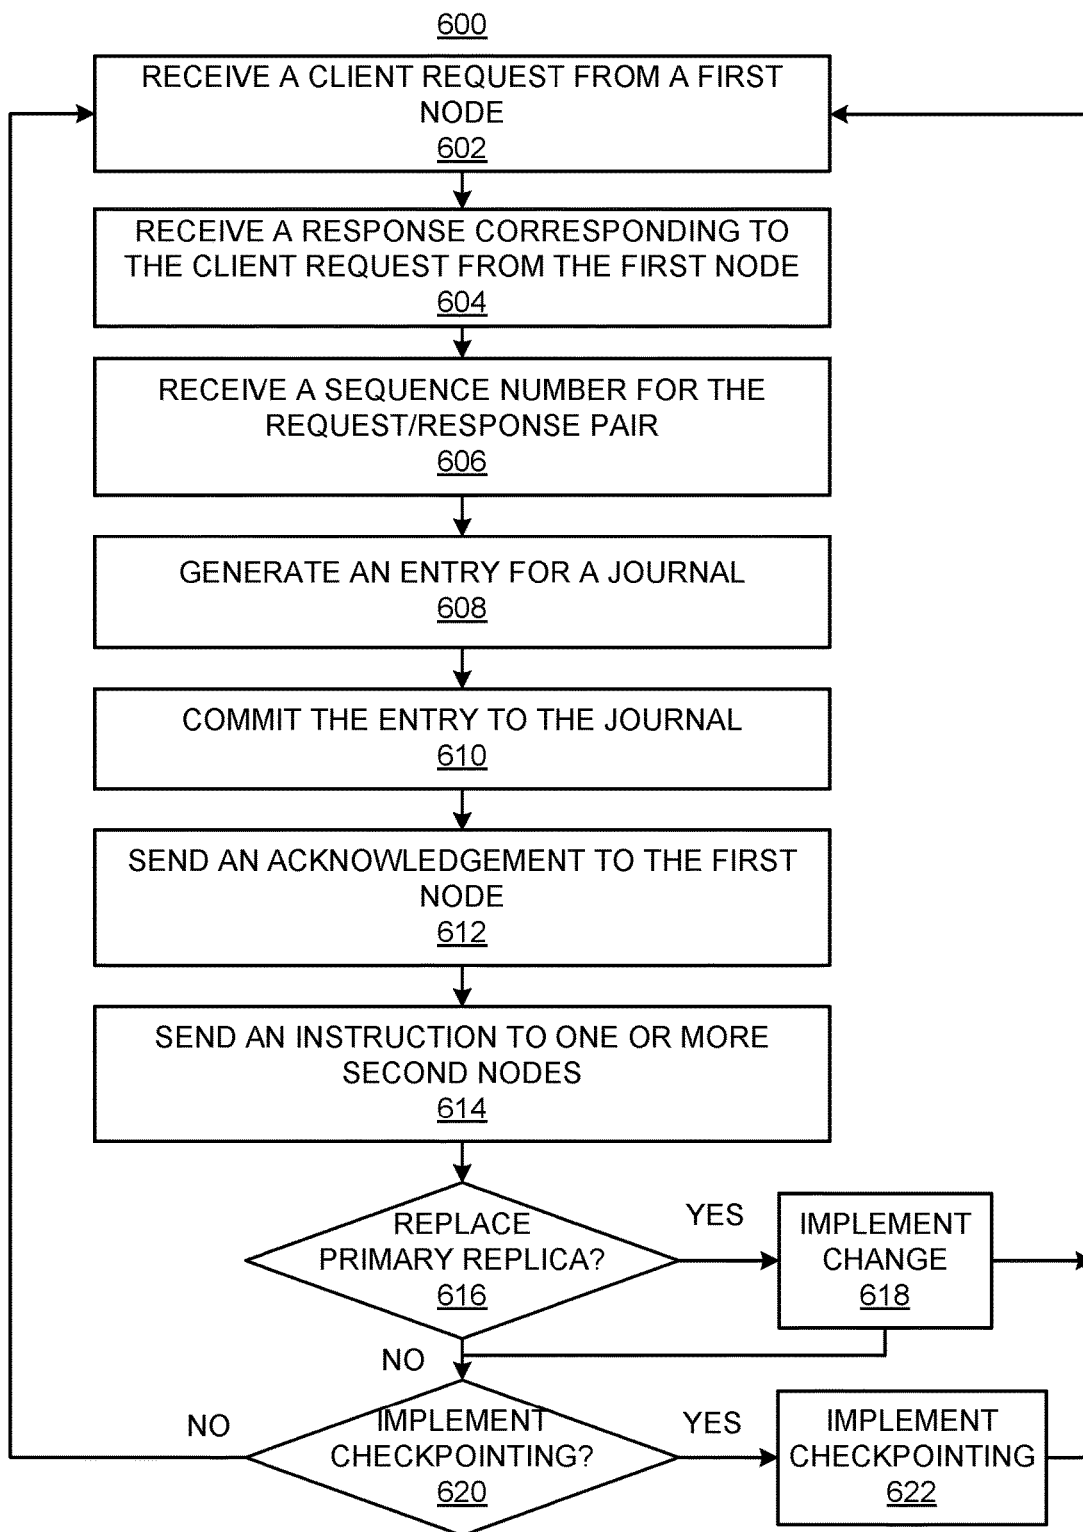 600
RECEIVE A CLIENT REQUEST FROM A FIRST
NODE
602
RECEIVE A RESPONSE CORRESPONDING TO
THE CLIENT REQUEST FROM THE FIRST NODE
604
RECEIVE A SEQUENCE NUMBER FOR THE
REQUEST/RESPONSE PAIR
606
GENERATE AN ENTRY FOR A JOURNAL
608
COMMIT THE ENTRY TO THE JOURNAL
610
SEND AN ACKNOWLEDGEMENT TO THE FIRST
NODE
612
SEND AN INSTRUCTION TO ONE OR MORE
SECOND NODES
614
REPLACE
PRIMARY REPLICA?
616
YES
IMPLEMENT
CHANGE
618
NO
IMPLEMENT
CHECKPOINTING?
620
NO
YES
IMPLEMENT
CHECKPOINTING
622